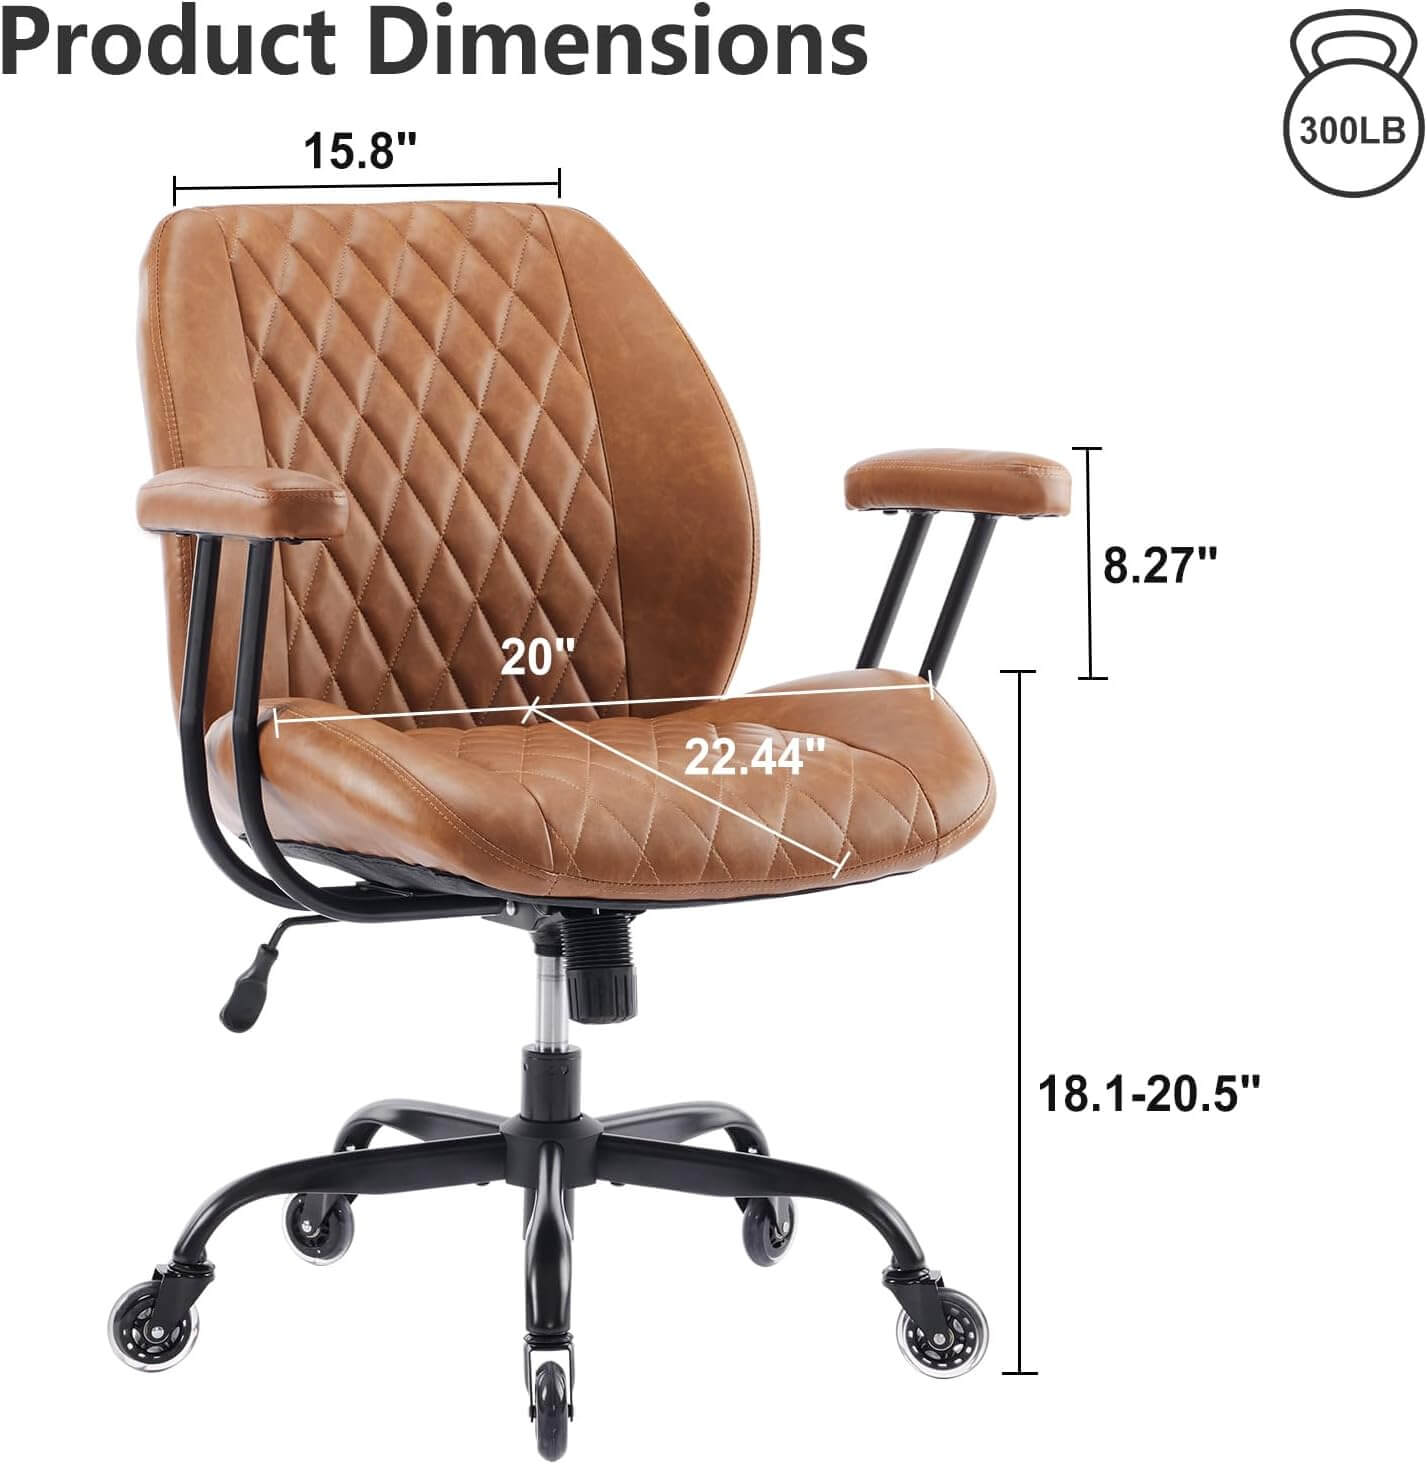 Product Dimensions
300LB
15.8"
8.27"
20"
22.44"
18.1-20.5"